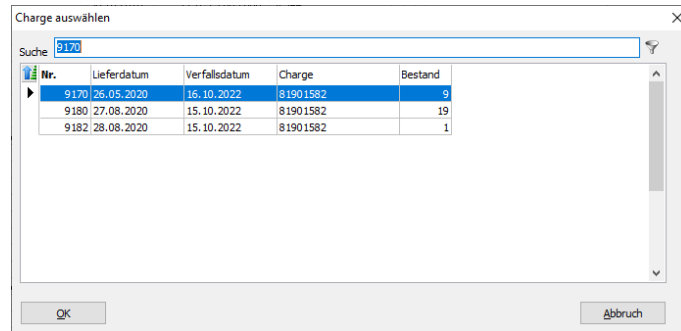 Charge auswählen
Suche 9170
Nr. Lieferdatum Verfallsdatum Charge Bestand
9170 26.05.2020 16.10.2022 81901582 9
9180 27.08.2020 15.10.2022 81901582 19
9182 28.08.2020 15.10.2022 81901582 1
OK Abbruch